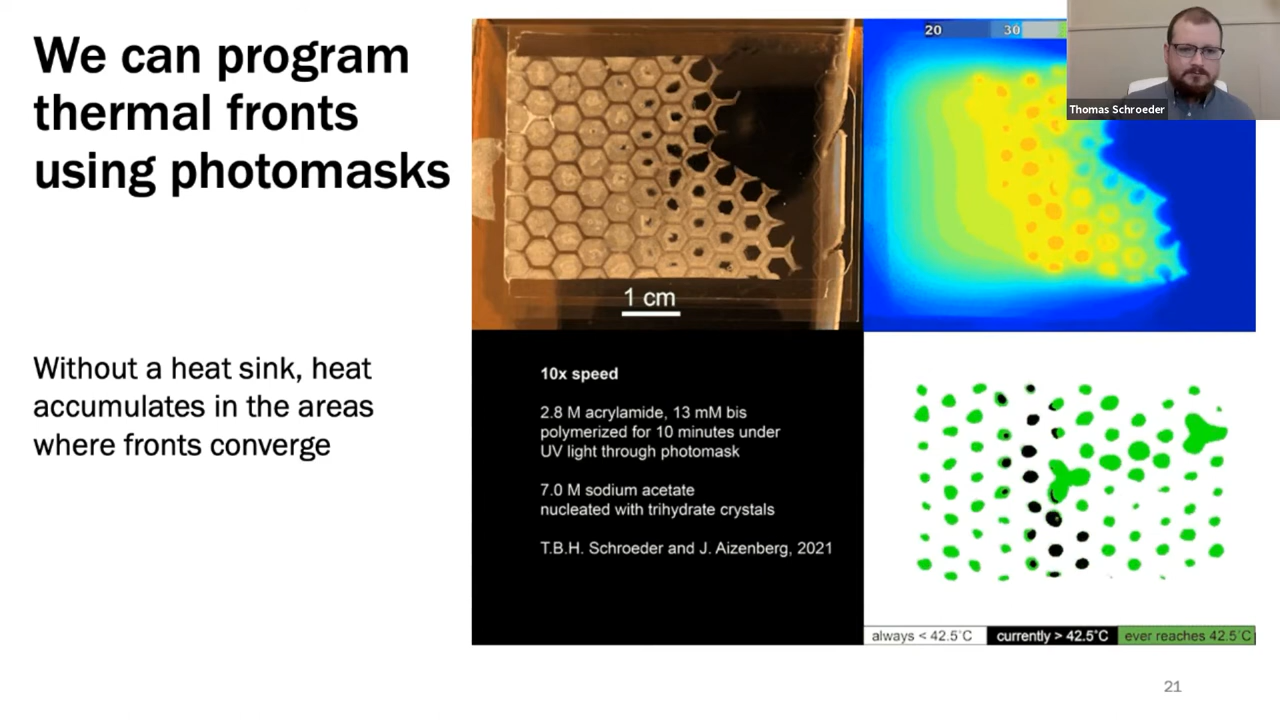 We can program
thermal fronts
using photomasks
Without a heat sink, heat
accumulates in the areas
where fronts converge
1 cm
20
30
Thomas Schroeder
10x speed
2.8 M acrylamide, 13 mM bis
polymerized for 10 minutes under
UV light through photomask
7.0 M sodium acetate
nucleated with trihydrate crystals
T.B.H. Schroeder and J. Aizenberg, 2021
always < 42.5˚C
currently > 42.5˚C
ever reaches 42.5˚C
21